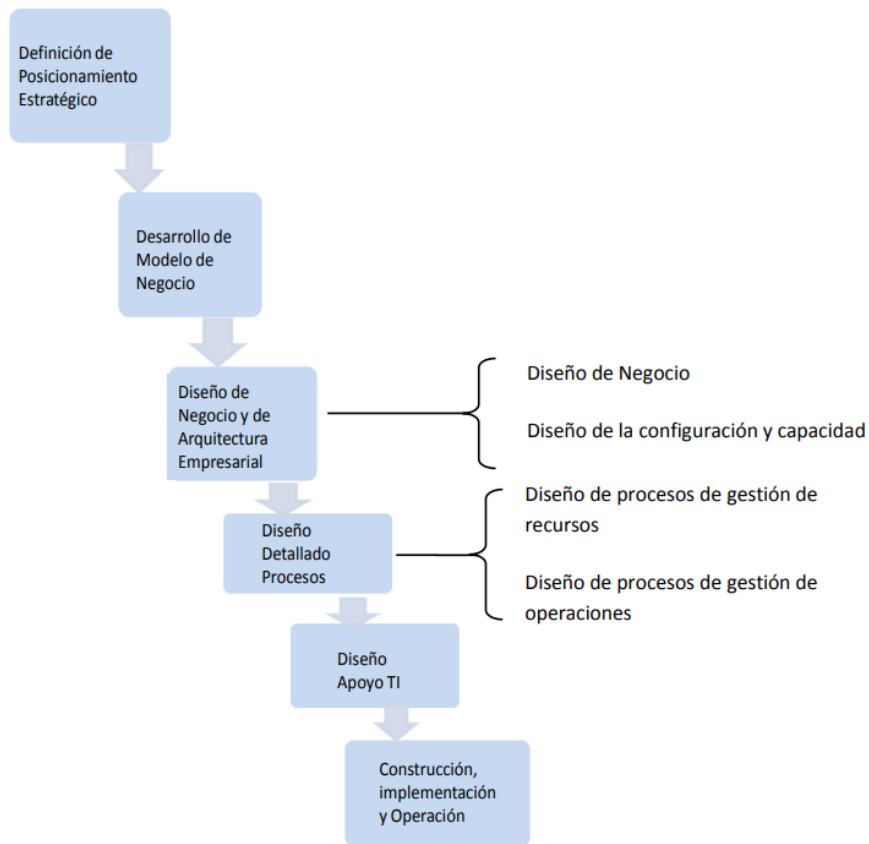 Definición de
Posicionamiento
Estratégico
Desarrollo de
Modelo de
Negocio
Diseño de
Negocio y de
Arquitectura
Empresarial
Diseño de Negocio
Diseño de la configuración y capacidad
Diseño
Detallado
Procesos
Diseño de procesos de gestión de
recursos
Diseño de procesos de gestión de
operaciones
Diseño
Apoyo TI
Construcción,
implementación
y Operación